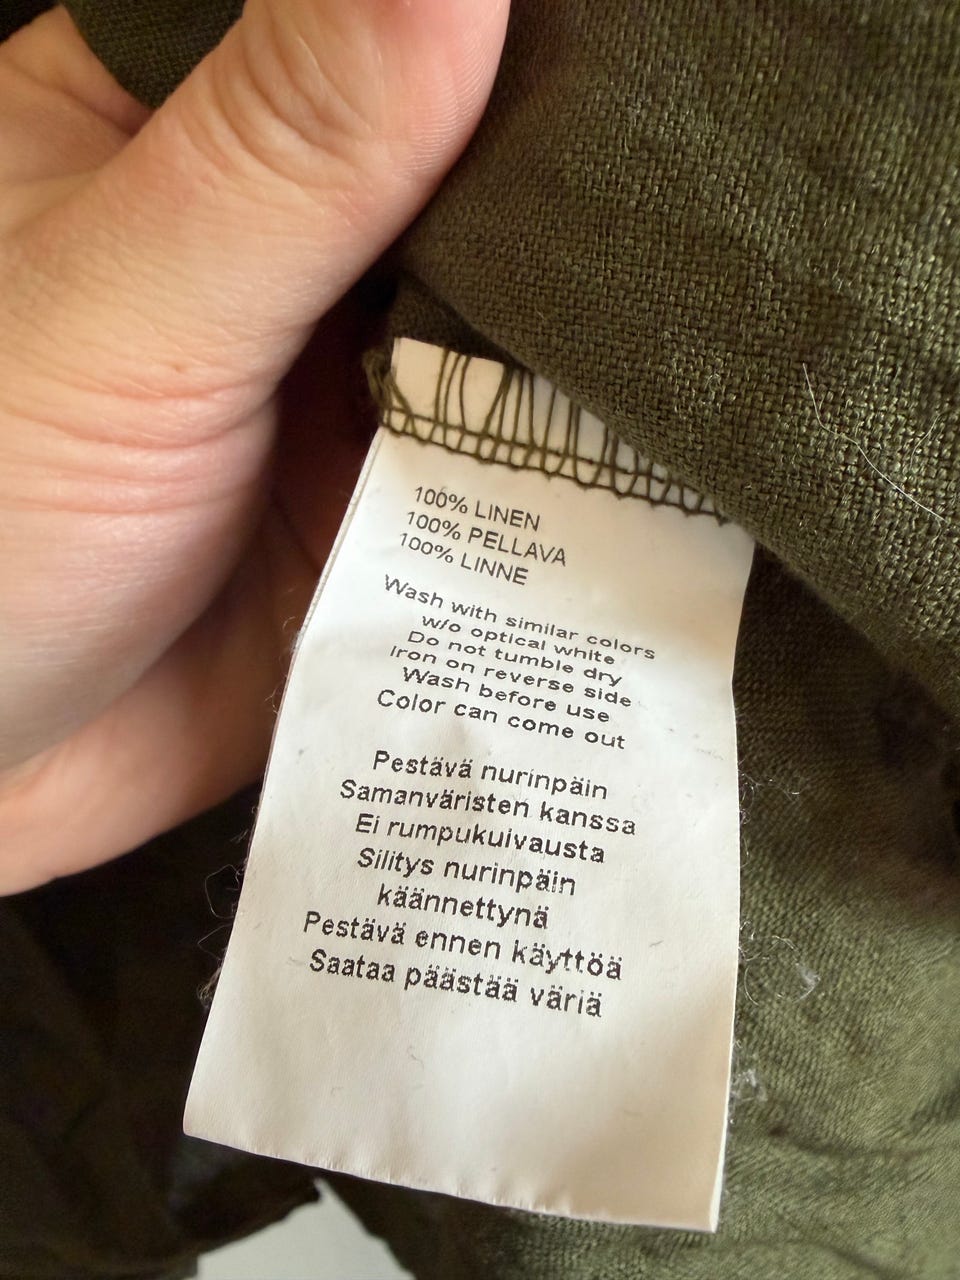 100% LINEN
100% PELLAVA
100% LINNE
Wash with similar colors
w/o optical white
Do not tumble dry
Iron on reverse side
Wash before use
Color can come out
Pestävä nurinpäin
Samanväristen kanssa
Ei rumpukuivausta
Silitys nurinpäin
käännettynä
Pestävä ennen käyttöä
Saataa päästää väriä